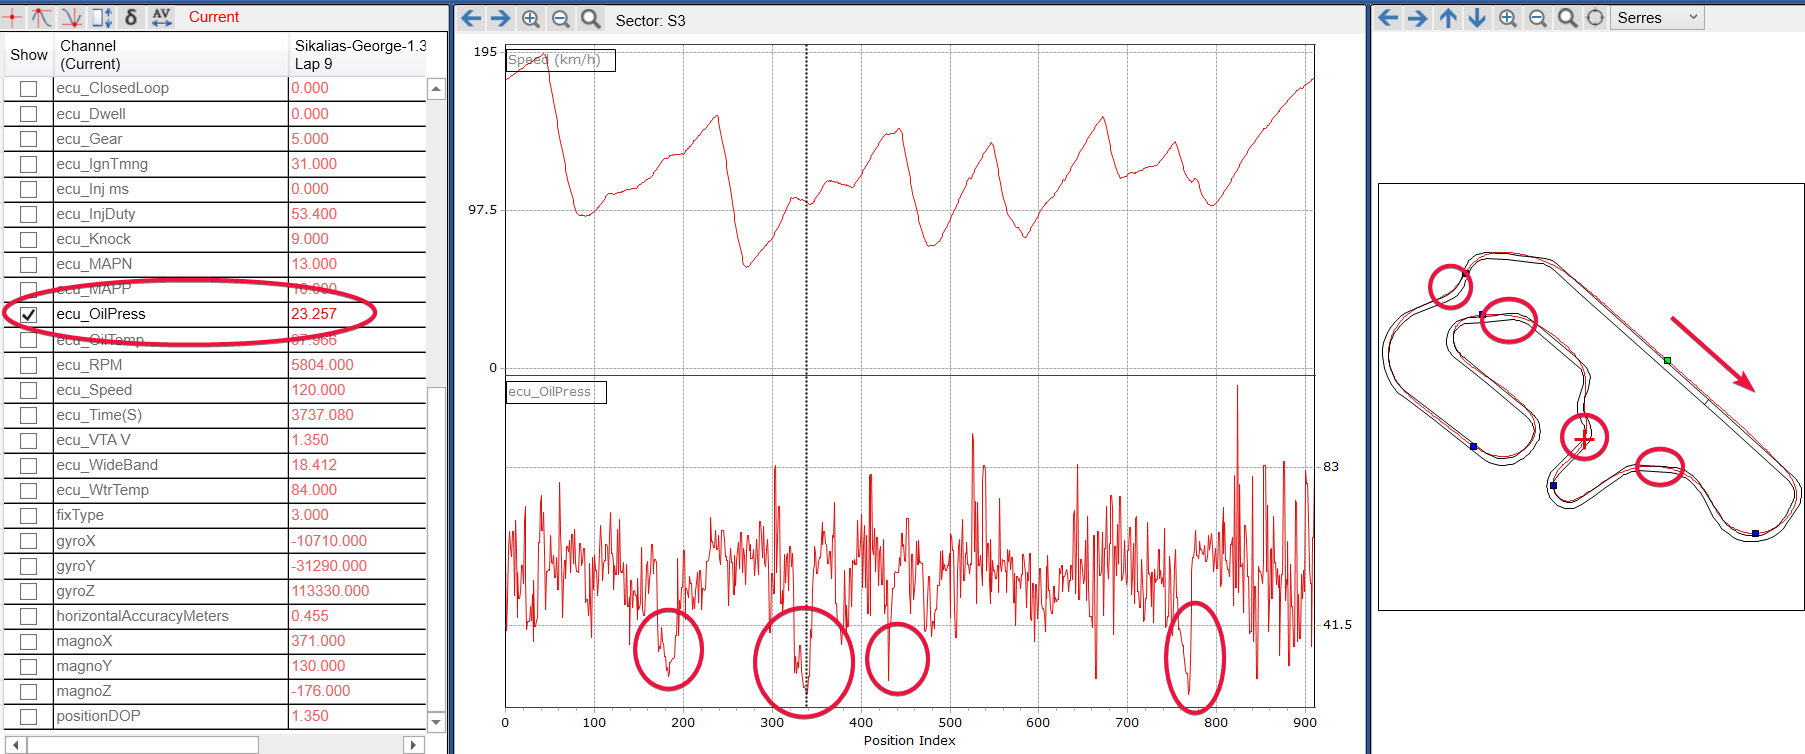 δ AV Current
Show Channel (Current) Sikalias-George-1.3 Lap 9
ecu_ClosedLoop 0.000
ecu_Dwell 0.000
ecu_Gear 5.000
ecu_IgnTmng 31.000
ecu_Inj ms 0.000
ecu_InjDuty 53.400
ecu_Knock 9.000
ecu_MAPN 13.000
ecu_MAPP
ecu_OilPress 23.257
ecu_OilTemp 97.966
ecu_RPM 5804.000
ecu_Speed 120.000
ecu_Time(S) 3737.080
ecu_VTA V 1.350
ecu_WideBand 18.412
ecu_WtrTemp 84.000
fixType 3.000
gyroX -10710.000
gyroY -31290.000
gyroZ 113330.000
horizontalAccuracyMeters 0.455
magnoX 371.000
magnoY 130.000
magnoZ -176.000
positionDOP 1.350
Sector: S3
195
Speed (km/h)
97.5
0
ecu_OilPress
83
41.5
0 100 200 300 400 500 600 700 800 900
Position Index
Serres